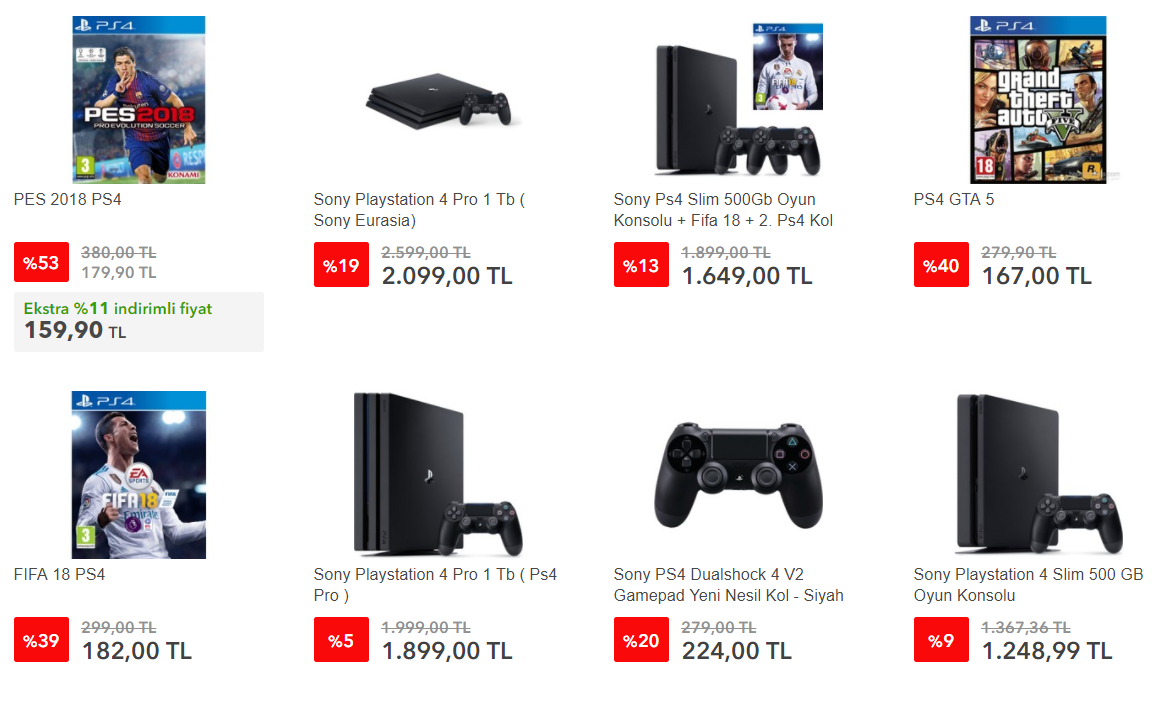 PS4
PES2018
PRO EVOLUTION SOCCER
3
RESP
KONAMI
PES 2018 PS4
%53
380,00 TL
179,90 TL
Ekstra %11 indirimli fiyat
159,90 TL
Sony Playstation 4 Pro 1 Tb (
Sony Eurasia)
%19
2.599,00 TL
2.099,00 TL
PS4
FIFA 18
3
Sony Ps4 Slim 500Gb Oyun
Konsolu + Fifa 18 + 2. Ps4 Kol
%13
1.899,00 TL
1.649,00 TL
PS4
grand
theft
auto V
FIVE
18
R
PS4 GTA 5
%40
279,90 TL
167,00 TL
PS4
EA
SPORTS
FIFA 18
FIFA
Emirates
3
FIFA 18 PS4
%39
299,00 TL
182,00 TL
Sony Playstation 4 Pro 1 Tb ( Ps4
Pro )
%5
1.999,00 TL
1.899,00 TL
Sony PS4 Dualshock 4 V2
Gamepad Yeni Nesil Kol - Siyah
%20
279,00 TL
224,00 TL
Sony Playstation 4 Slim 500 GB
Oyun Konsolu
%9
1.367,36 TL
1.248,99 TL